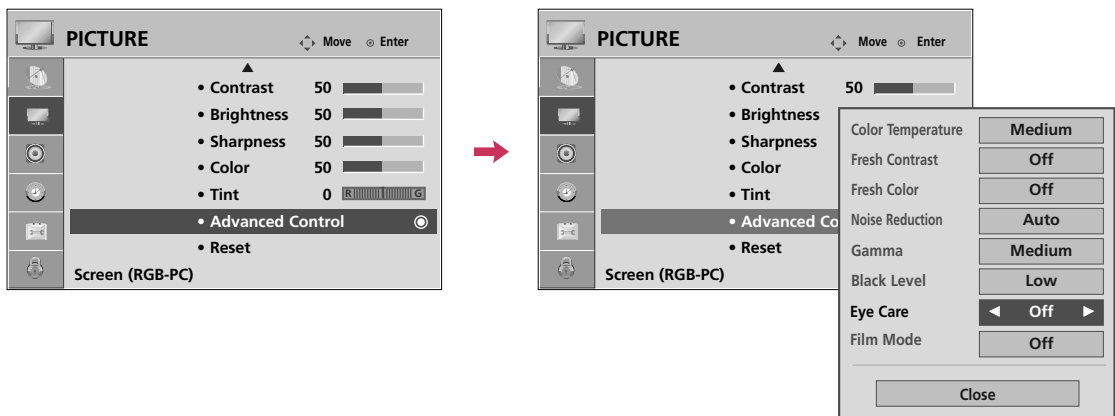 PICTURE
Move
Enter
• Contrast 50
• Brightness 50
• Sharpness 50
• Color 50
• Tint 0 R G
• Advanced Control
• Reset
Screen (RGB-PC)
PICTURE
Move
Enter
• Contrast 50
• Brightness
• Sharpness
• Color
• Tint
• Advanced Co
• Reset
Screen (RGB-PC)
Color Temperature Medium
Fresh Contrast Off
Fresh Color Off
Noise Reduction Auto
Gamma Medium
Black Level Low
Eye Care ◀ Off ▶
Film Mode Off
Close